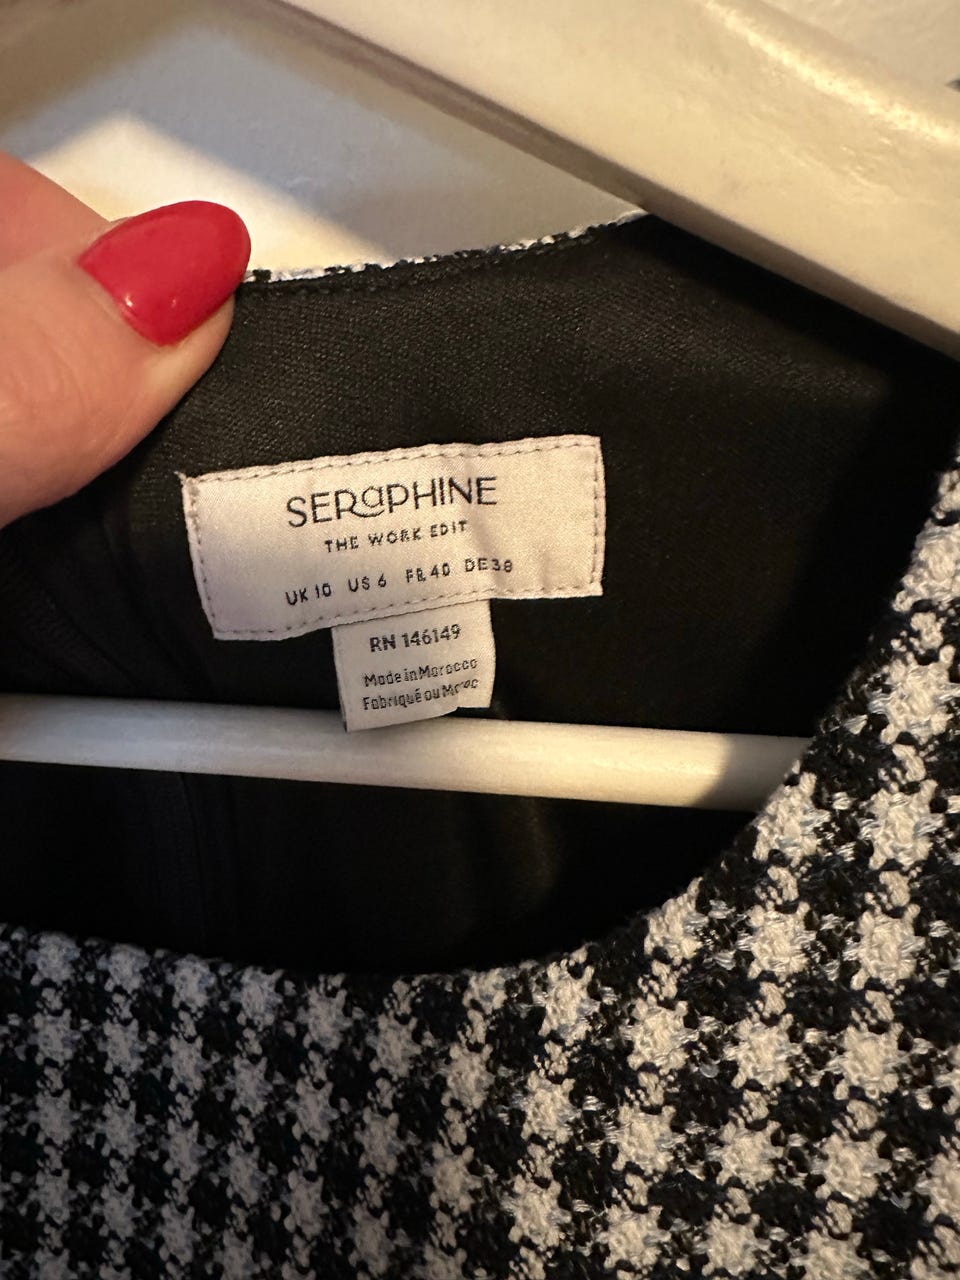 SERaPHINE
THE WORK EDIT
UK 10 US 6 FR 40 DE 38
RN 146149
Made in Morocco
Fabriqué au Maroc